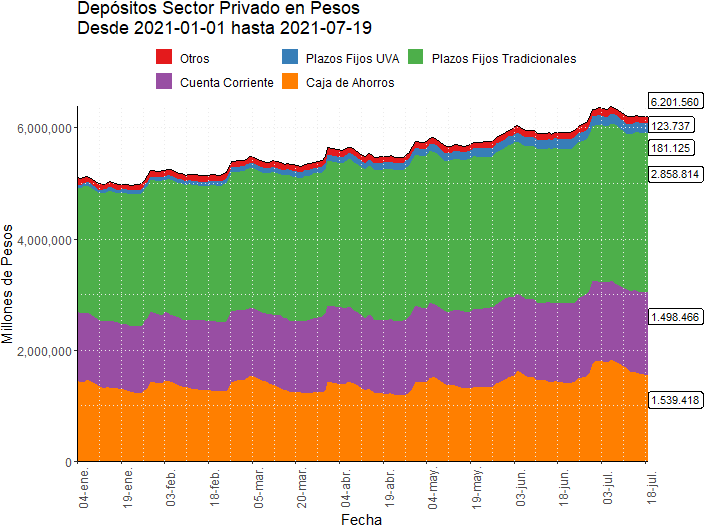 Depósitos Sector Privado en Pesos
Desde 2021-01-01 hasta 2021-07-19
Otros
Plazos Fijos UVA
Plazos Fijos Tradicionales
Cuenta Corriente
Caja de Ahorros
Millones de Pesos
6,000,000
4,000,000
2,000,000
0
6.201.560
123.737
181.125
2.858.814
1.498.466
1.539.418
04-ene.
19-ene.
03-feb.
18-feb.
05-mar.
20-mar.
04-abr.
19-abr.
04-may.
19-may.
03-jun.
18-jun.
03-jul.
18-jul.
Fecha